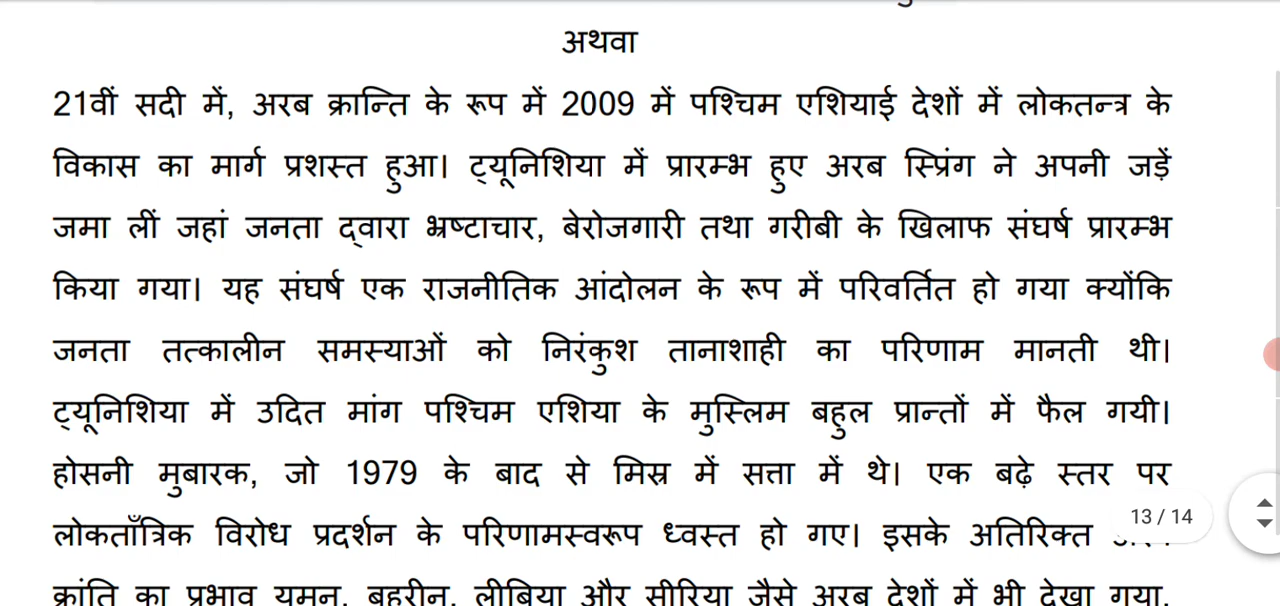 अथवा
21वीं सदी में, अरब क्रान्ति के रूप में 2009 में पश्चिम एशियाई देशों में लोकतन्त्र के
विकास का मार्ग प्रशस्त हुआ। ट्यूनिशिया में प्रारम्भ हुए अरब स्प्रिंग ने अपनी जड़ें
जमा लीं जहां जनता द्वारा भ्रष्टाचार, बेरोजगारी तथा गरीबी के खिलाफ संघर्ष प्रारम्भ
किया गया। यह संघर्ष एक राजनीतिक आंदोलन के रूप में परिवर्तित हो गया क्योंकि
जनता तत्कालीन समस्याओं को निरंकुश तानाशाही का परिणाम मानती थी।
ट्यूनिशिया में उदित मांग पश्चिम एशिया के मुस्लिम बहुल प्रान्तों में फैल गयी।
होसनी मुबारक, जो 1979 के बाद से मिस्र में सत्ता में थे। एक बढ़े स्तर पर
लोकताँत्रिक विरोध प्रदर्शन के परिणामस्वरूप ध्वस्त हो गए। इसके अतिरिक्त
13 / 14
क्रांति का प्रभाव यमन, बहरीन, लीबिया और सीरिया जैसे अरब देशों में भी देखा गया,